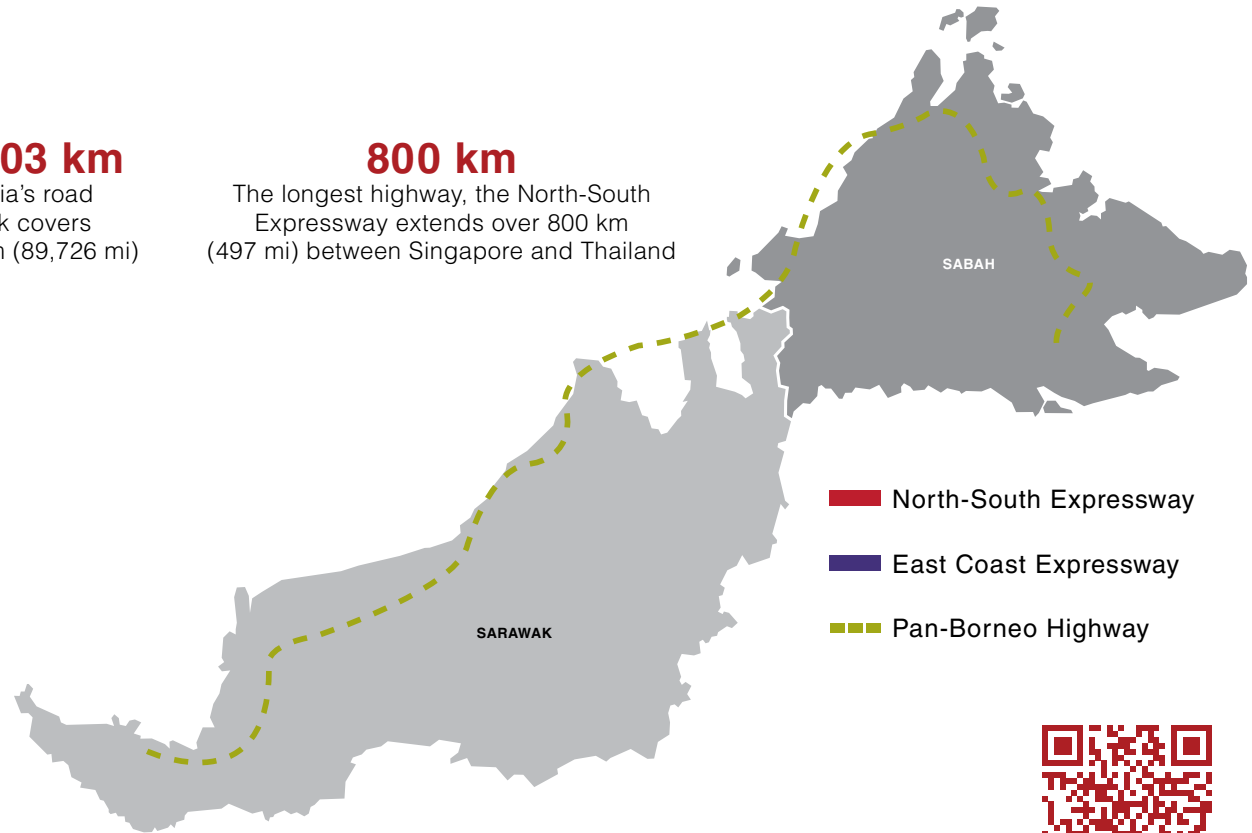 03 km
ia’s road
k covers
(89,726 mi)
800 km
The longest highway, the North-South
Expressway extends over 800 km
(497 mi) between Singapore and Thailand
SABAH
SARAWAK
North-South Expressway
East Coast Expressway
Pan-Borneo Highway